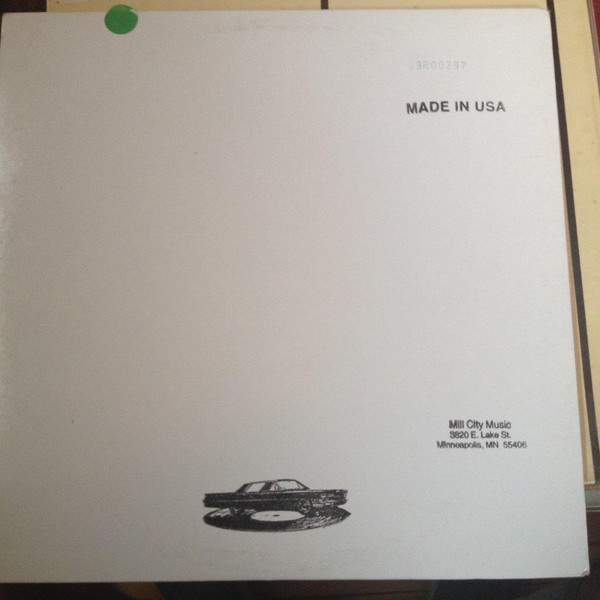 MADE IN USA
Mill City Music
3820 E. Lake St.
Minneapolis, MN 55406